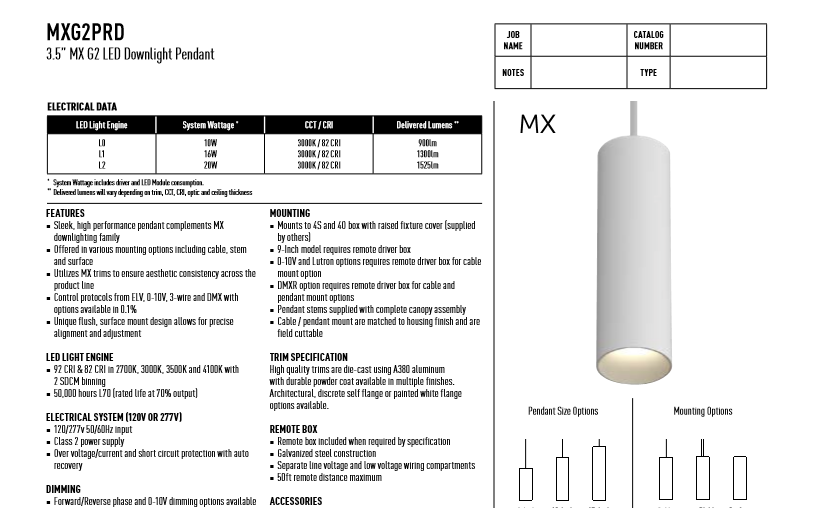 MXG2PRD
3.5" MX G2 LED Downlight Pendant
JOB NAME
CATALOG NUMBER
NOTES
TYPE
ELECTRICAL DATA
LED Light Engine System Wattage * CCT / CRI Delivered Lumens **
L0 10W 3000K / 82 CRI 900lm
L1 16W 3000K / 82 CRI 1300lm
L2 20W 3000K / 82 CRI 1525lm
* System Wattage includes driver and LED Module consumption.
** Delivered lumens will vary depending on trim, CCT, CRI, optic and ceiling thickness
FEATURES
▪ Sleek, high performance pendant complements MX
downlighting family
▪ Offered in various mounting options including cable, stem
and surface
▪ Utilizes MX trims to ensure aesthetic consistency across the
product line
▪ Control protocols from ELV, 0-10V, 3-wire and DMX with
options available in 0.1%
▪ Unique flush, surface mount design allows for precise
alignment and adjustment
LED LIGHT ENGINE
▪ 92 CRI & 82 CRI in 2700K, 3000K, 3500K and 4100K with
2 SDCM binning
▪ 50,000 hours L70 (rated life at 70% output)
ELECTRICAL SYSTEM (120V OR 277V)
▪ 120/277v 50/60Hz input
▪ Class 2 power supply
▪ Over voltage/current and short circuit protection with auto
recovery
DIMMING
▪ Forward/Reverse phase and 0-10V dimming options available
MOUNTING
▪ Mounts to 4S and 40 box with raised fixture cover (supplied
by others)
▪ 9-Inch model requires remote driver box
▪ 0-10V and Lutron options requires remote driver box for cable
mount option
▪ DMXR option requires remote driver box for cable and
pendant mount options
▪ Pendant stems supplied with complete canopy assembly
▪ Cable / pendant mount are matched to housing finish and are
field cuttable
TRIM SPECIFICATION
High quality trims are die-cast using A380 aluminum
with durable powder coat available in multiple finishes.
Architectural, discrete self flange or painted white flange
options available.
REMOTE BOX
▪ Remote box included when required by specification
▪ Galvanized steel construction
▪ Separate line voltage and low voltage wiring compartments
▪ 50ft remote distance maximum
ACCESSORIES
MX
Pendant Size Options
Mounting Options